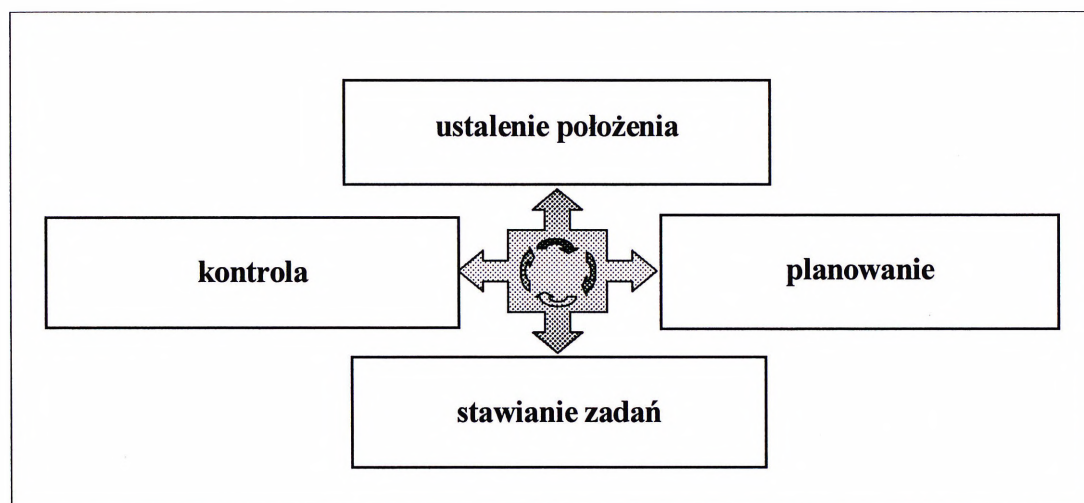 ustalenie położenia
kontrola
planowanie
stawianie zadań